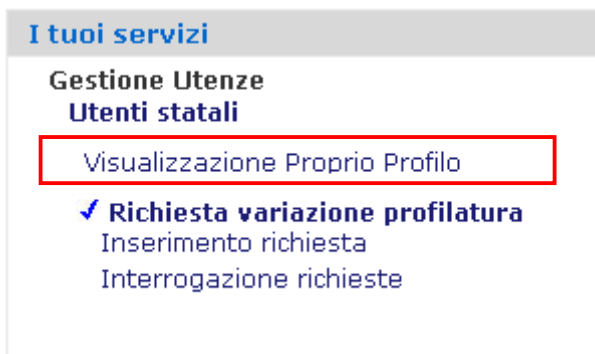 I tuoi servizi
Gestione Utenze
Utenti statali
Visualizzazione Proprio Profilo
Richiesta variazione profilatura
Inserimento richiesta
Interrogazione richieste